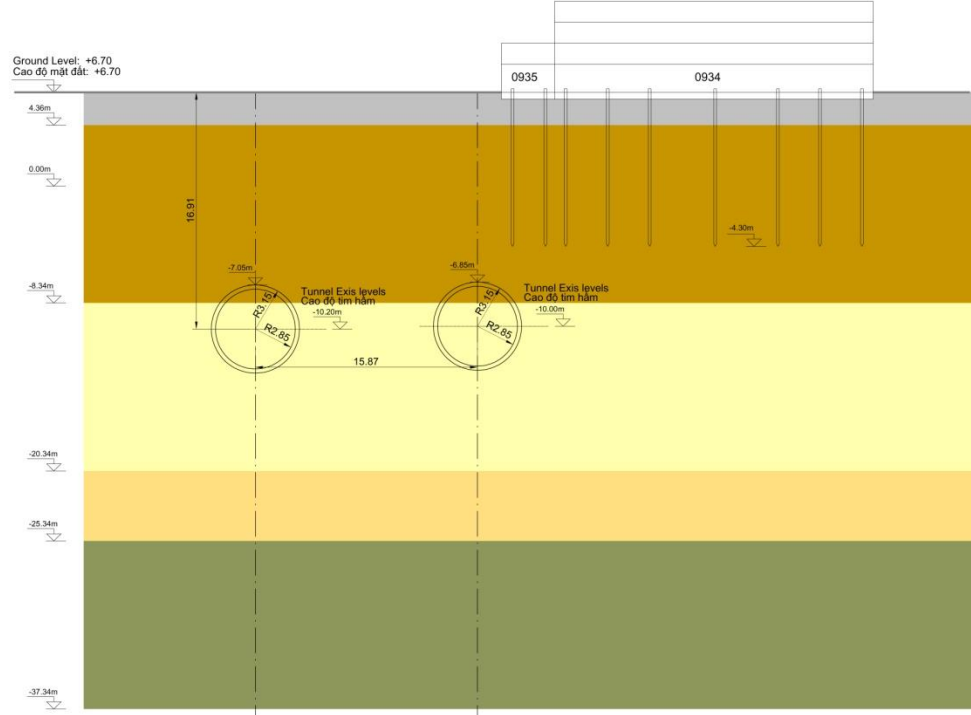 Ground Level: +6.70
Cao độ mặt đất: +6.70
0935
0934
4.36m
0.00m
16.91
-4.30m
-7.05m
-6.85m
-8.34m
Tunnel Exis levels
Cao độ tim hầm
-10.20m
R3.15
R2.85
Tunnel Exis levels
Cao độ tim hầm
-10.00m
R3.15
R2.85
15.87
-20.34m
-25.34m
-37.34m